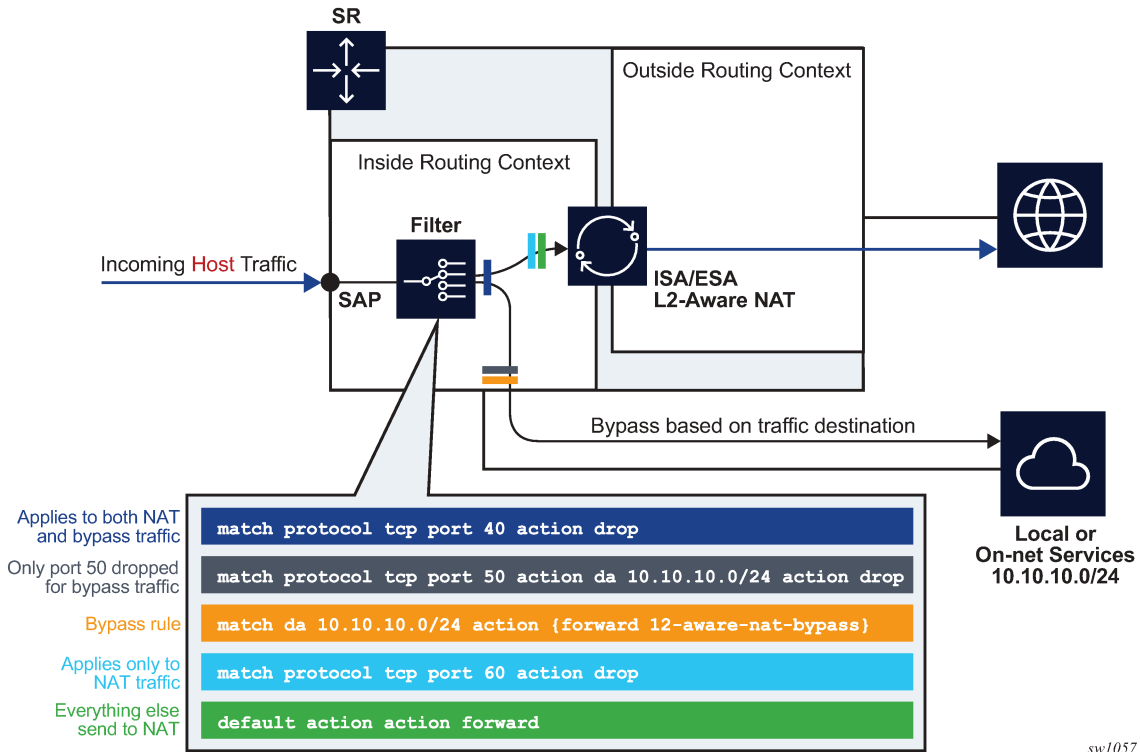 SR
Outside Routing Context
Inside Routing Context
Filter
Incoming Host Traffic
SAP
ISA/ESA
L2-Aware NAT
Bypass based on traffic destination
Local or
On-net Services
10.10.10.0/24
Applies to both NAT
and bypass traffic
match protocol tcp port 40 action drop
Only port 50 dropped
for bypass traffic
match protocol tcp port 50 action da 10.10.10.0/24 action drop
Bypass rule
match da 10.10.10.0/24 action {forward 12-aware-nat-bypass}
Applies only to
NAT traffic
match protocol tcp port 60 action drop
Everything else
send to NAT
default action action forward
sw1057